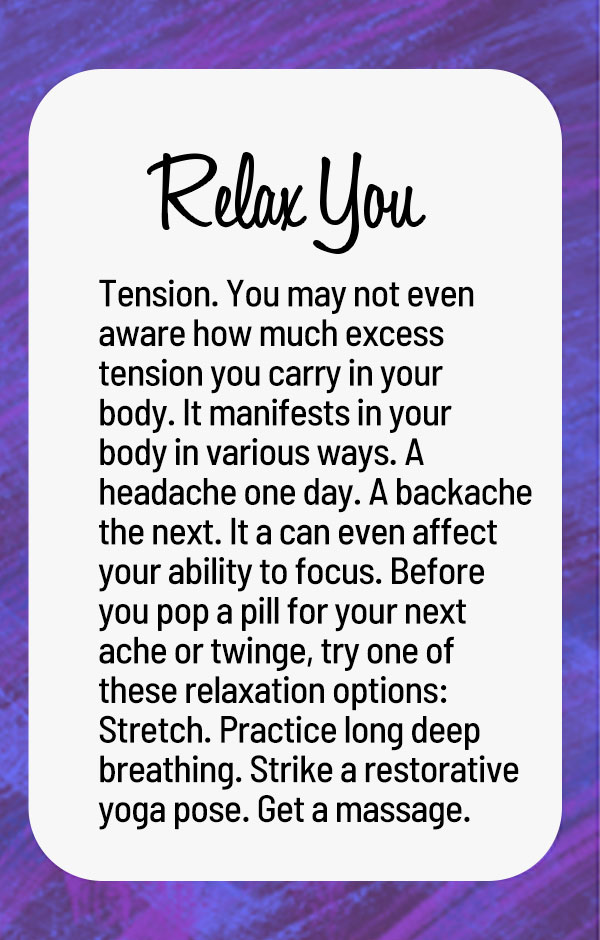 Relax You
Tension. You may not even
aware how much excess
tension you carry in your
body. It manifests in your
body in various ways. A
headache one day. A backache
the next. It a can even affect
your ability to focus. Before
you pop a pill for your next
ache or twinge, try one of
these relaxation options:
Stretch. Practice long deep
breathing. Strike a restorative
yoga pose. Get a massage.